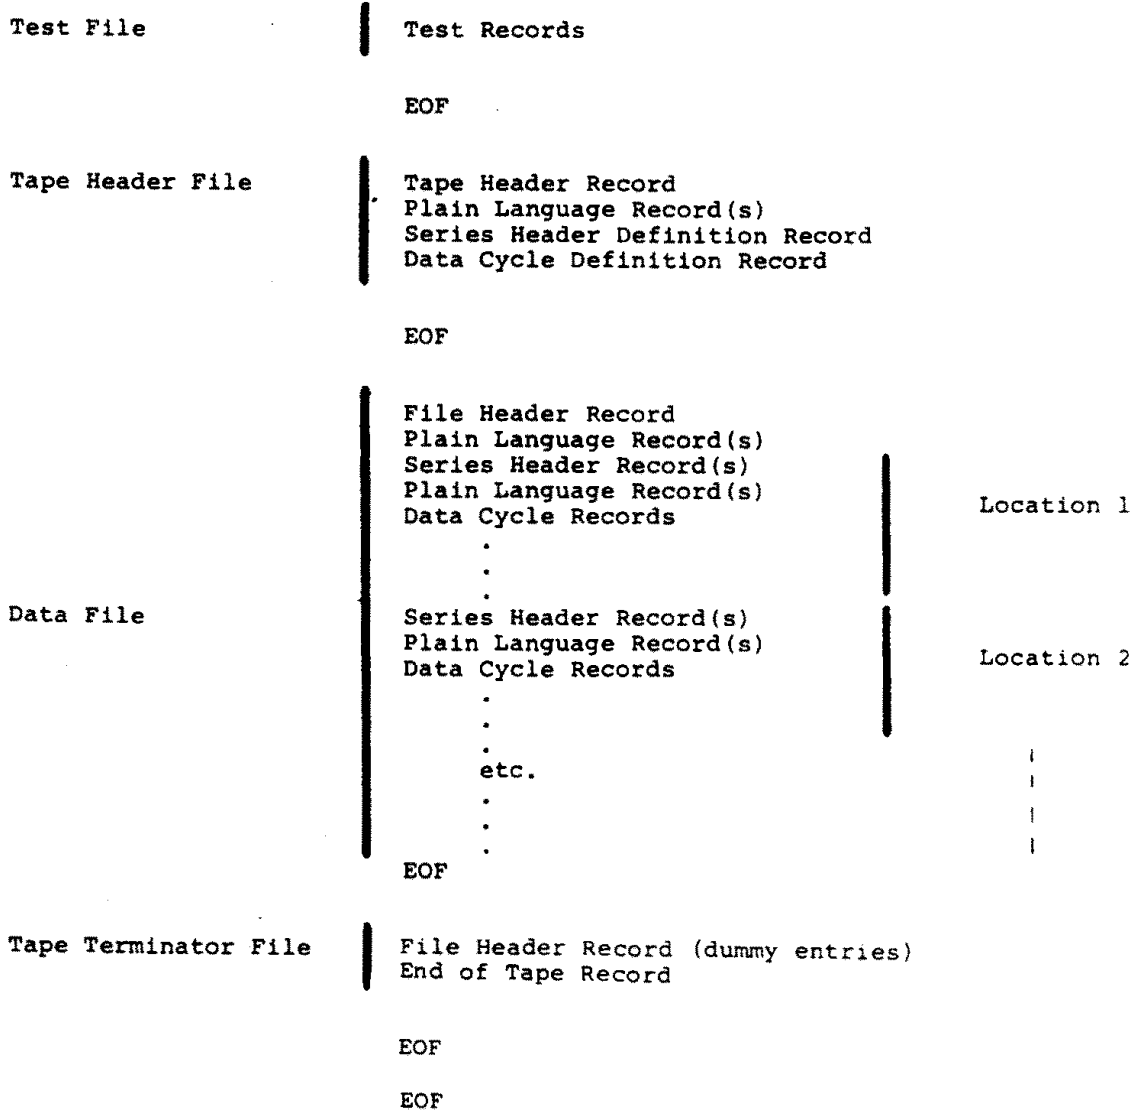 Test File Test Records
EOF
Tape Header File Tape Header Record
Plain Language Record(s)
Series Header Definition Record
Data Cycle Definition Record
EOF
File Header Record
Plain Language Record(s)
Series Header Record(s)
Plain Language Record(s)
Location 1
Data Cycle Records
.
.
.
Data File Series Header Record(s)
Plain Language Record(s)
Location 2
Data Cycle Records
.
.
.
etc.
.
.
.
EOF
Tape Terminator File File Header Record (dummy entries)
End of Tape Record
EOF
EOF